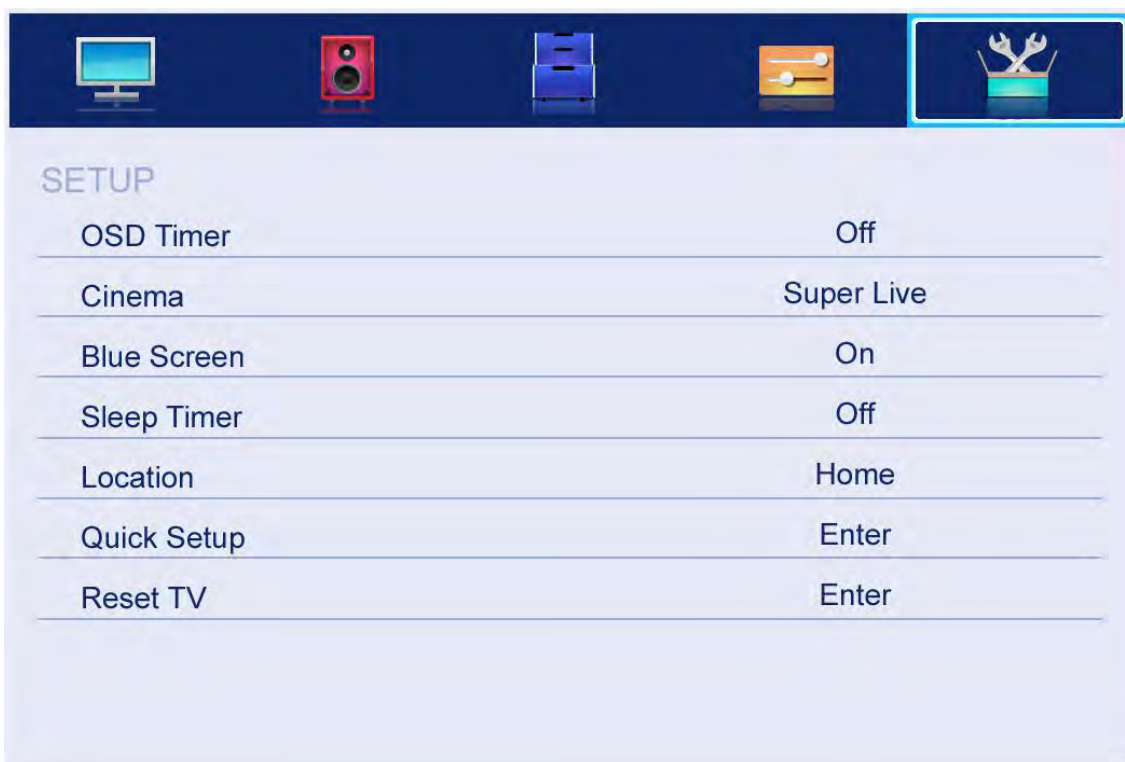 SETUP
OSD Timer Off
Cinema Super Live
Blue Screen On
Sleep Timer Off
Location Home
Quick Setup Enter
Reset TV Enter